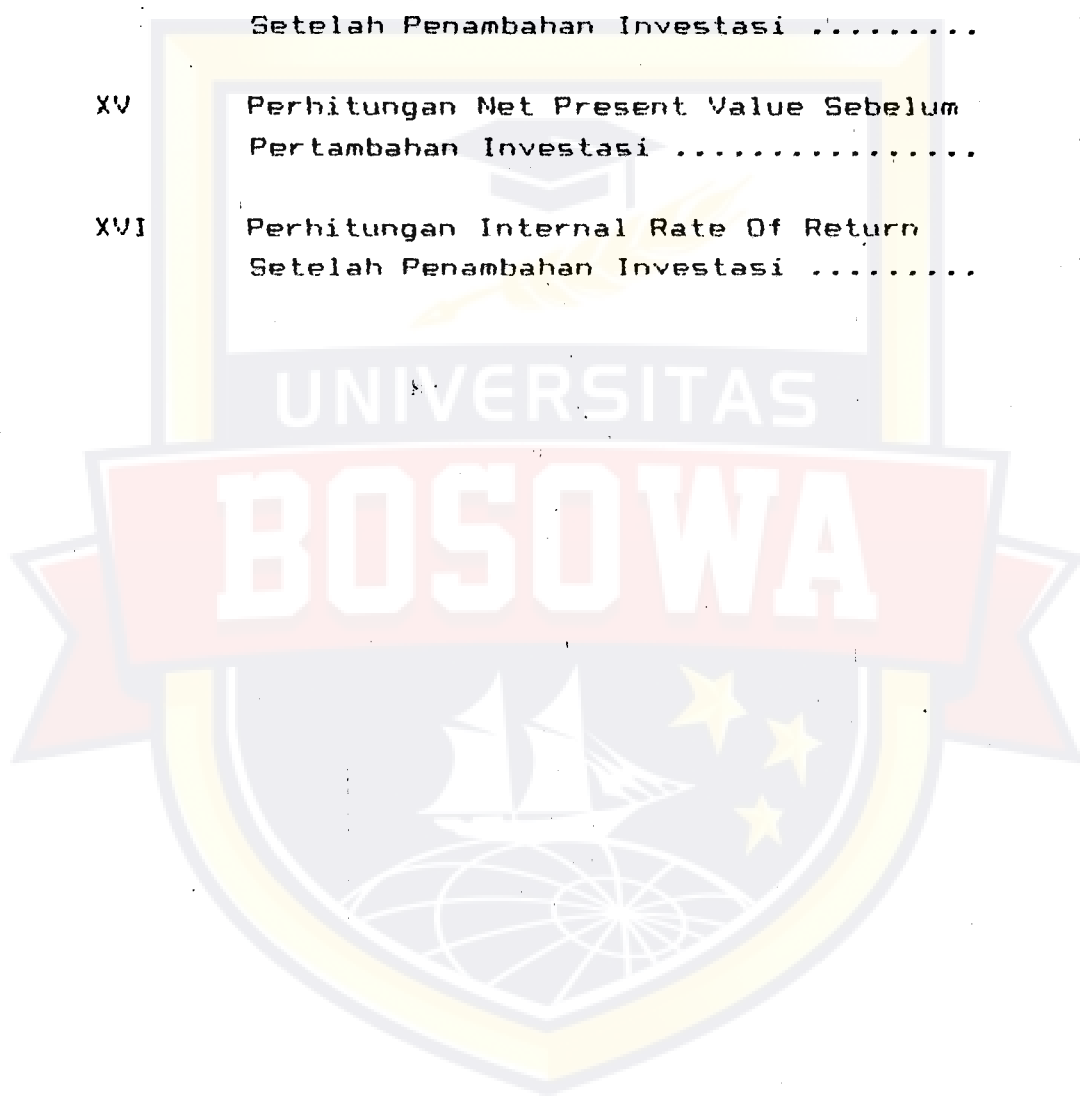 Setelah Penambahan Investasi .........
XV Perhitungan Net Present Value Sebelum
Pertambahan Investasi ................
XVI Perhitungan Internal Rate Of Return
Setelah Penambahan Investasi .........
UNIVERSITAS
BOSOWA